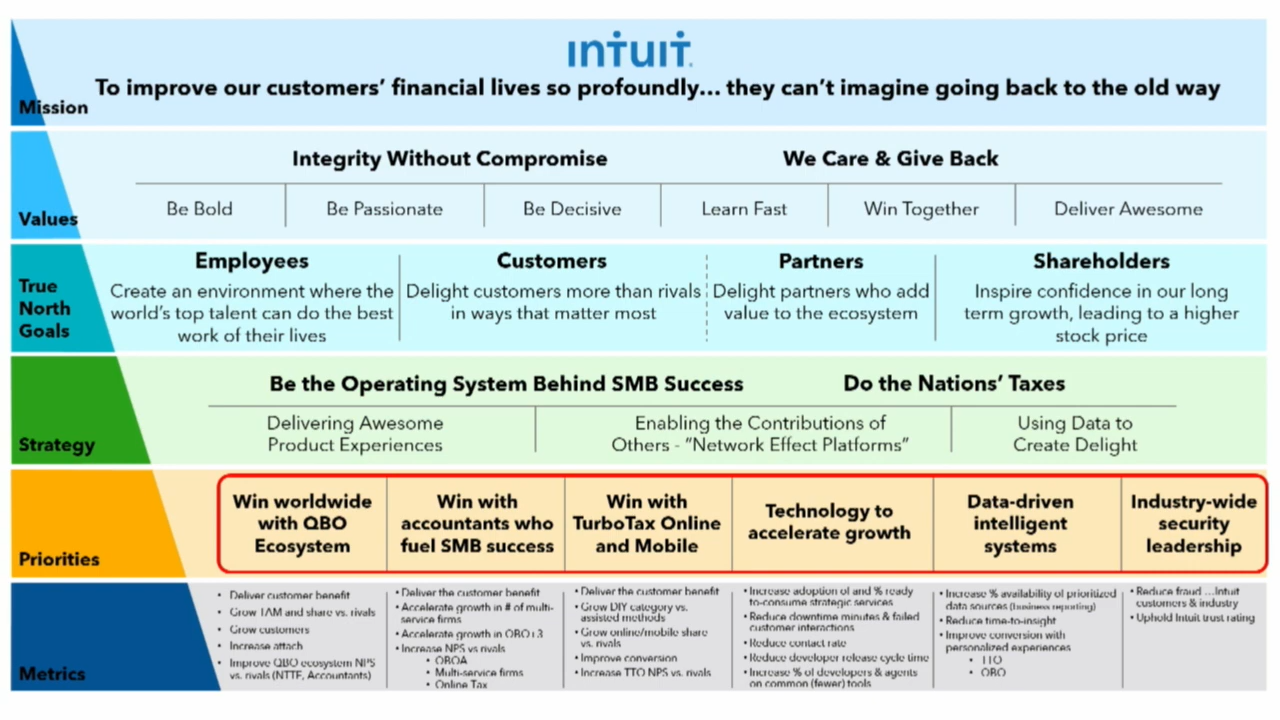 ıntuıt.
To improve our customers' financial lives so profoundly... they can't imagine going back to the old way
Mission
Integrity Without Compromise
We Care & Give Back
Be Bold
Be Passionate
Be Decisive
Learn Fast
Win Together
Deliver Awesome
Values
Employees
Customers
Partners
Shareholders
True
North
Goals
Create an environment where the
world's top talent can do the best
work of their lives
Delight customers more than rivals
in ways that matter most
Delight partners who add
value to the ecosystem
Inspire confidence in our long
term growth, leading to a higher
stock price
Be the Operating System Behind SMB Success
Do the Nations' Taxes
Delivering Awesome
Product Experiences
Enabling the Contributions of
Others - "Network Effect Platforms"
Using Data to
Create Delight
Strategy
Win worldwide
with QBO
Ecosystem
Win with
accountants who
fuel SMB success
Win with
TurboTax Online
and Mobile
Technology to
accelerate growth
Data-driven
intelligent
systems
Industry-wide
security
leadership
Priorities
• Deliver customer benefit
• Grow TAM and share vs. rivals
• Grow customers
• Increase attach
• Improve QBO ecosystem NPS
vs. rivals (NTTF, Accountants)
• Deliver the customer benefit
• Accelerate growth in # of multi-
service firms
• Accelerate growth in QBO1+3
• Increase NPS vs rivals
• QBOA
• Multi-service firms
• Online Tax
• Deliver the customer benefit
• Grow DIY category vs.
assisted methods
• Grow online/mobile share
vs. rivals
• Improve conversion
• Increase TTO NPS vs. rivals
• Increase adoption of and % ready
to-consume strategic services
• Reduce downtime minutes & failed
customer interactions
• Reduce contact rate
• Reduce developer release cycle time
• Increase % of developers & agents
on common (fewer) tools
• Increase % availability of prioritized
data sources (business reporting)
• Reduce time-to-insight
• Improve conversion with
personalized experiences
• TTO
• QBO
• Reduce fraud ...Intuit
customers & industry
• Uphold Intuit trust rating
Metrics